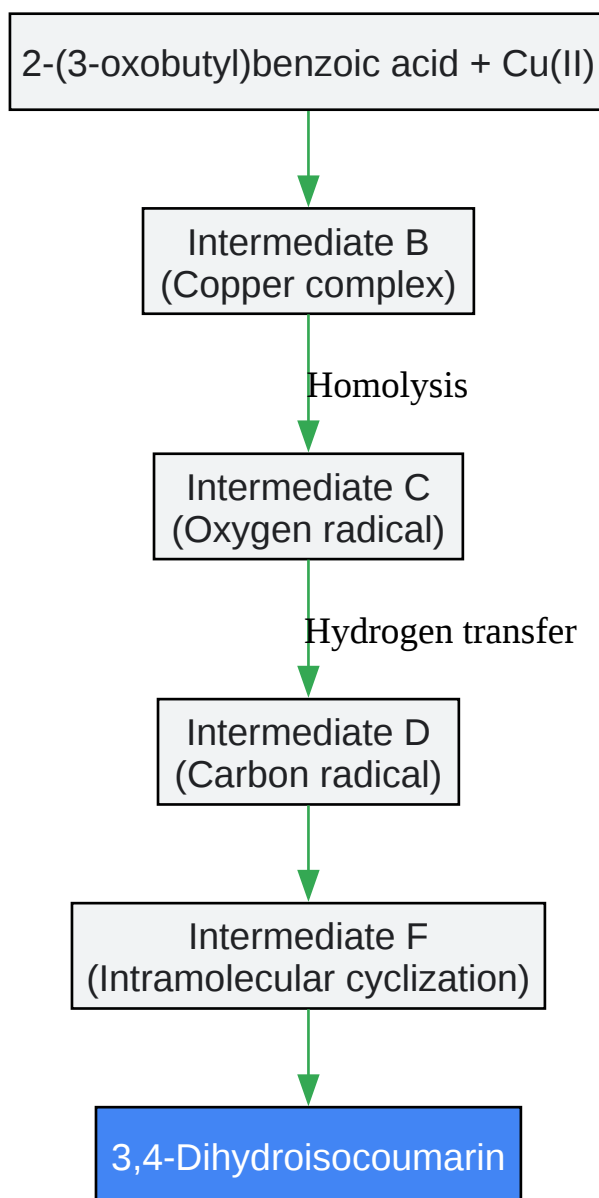 2-(3-oxobutyl)benzoic acid + Cu(II)
Intermediate B
(Copper complex)
Homolysis
Intermediate C
(Oxygen radical)
Hydrogen transfer
Intermediate D
(Carbon radical)
Intermediate F
(Intramolecular cyclization)
3,4-Dihydroisocoumarin